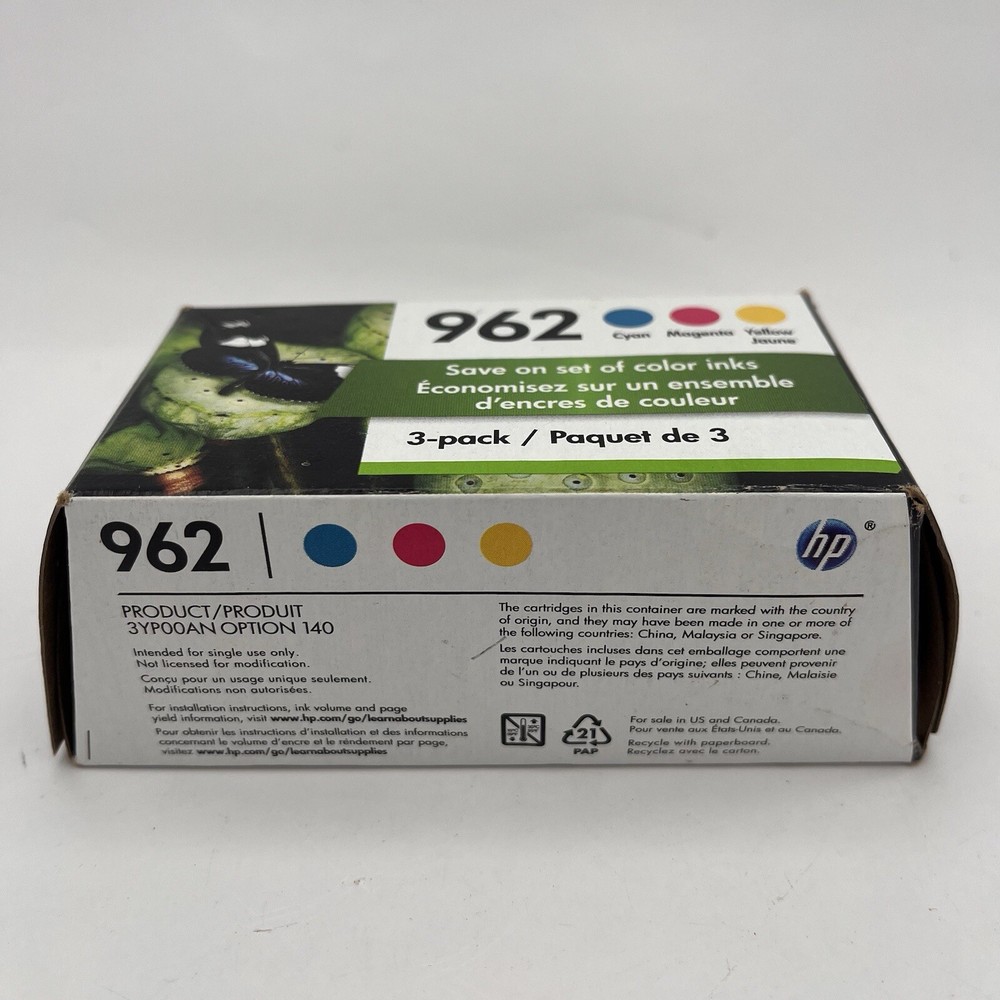 962
Cyan Magenta Yellow
Jaune
Save on set of color inks
Économisez sur un ensemble
d'encres de couleur
3-pack / Paquet de 3
962
hp ®
PRODUCT/PRODUIT
3YP00AN OPTION 140
Intended for single use only.
Not licensed for modification.
Conçu pour un usage unique seulement.
Modifications non autorisées.
For installation instructions, ink volume and page
yield information, visit www.hp.com/go/learnaboutsupplies
Pour obtenir les instructions d'installation et des informations
concernant le volume d'encre et le rendement par page,
visitez www.hp.com/go/learnaboutsupplies
The cartridges in this container are marked with the country
of origin, and they may have been made in one or more of
the following countries: China, Malaysia or Singapore.
Les cartouches incluses dans cet emballage comportent une
marque indiquant le pays d'origine; elles peuvent provenir
de l'un ou de plusieurs des pays suivants : Chine, Malaisie
ou Singapour.
21
PAP
For sale in US and Canada.
Pour vente aux États-Unis et au Canada.
Recycle with paperboard.
Recyclez avec le carton.